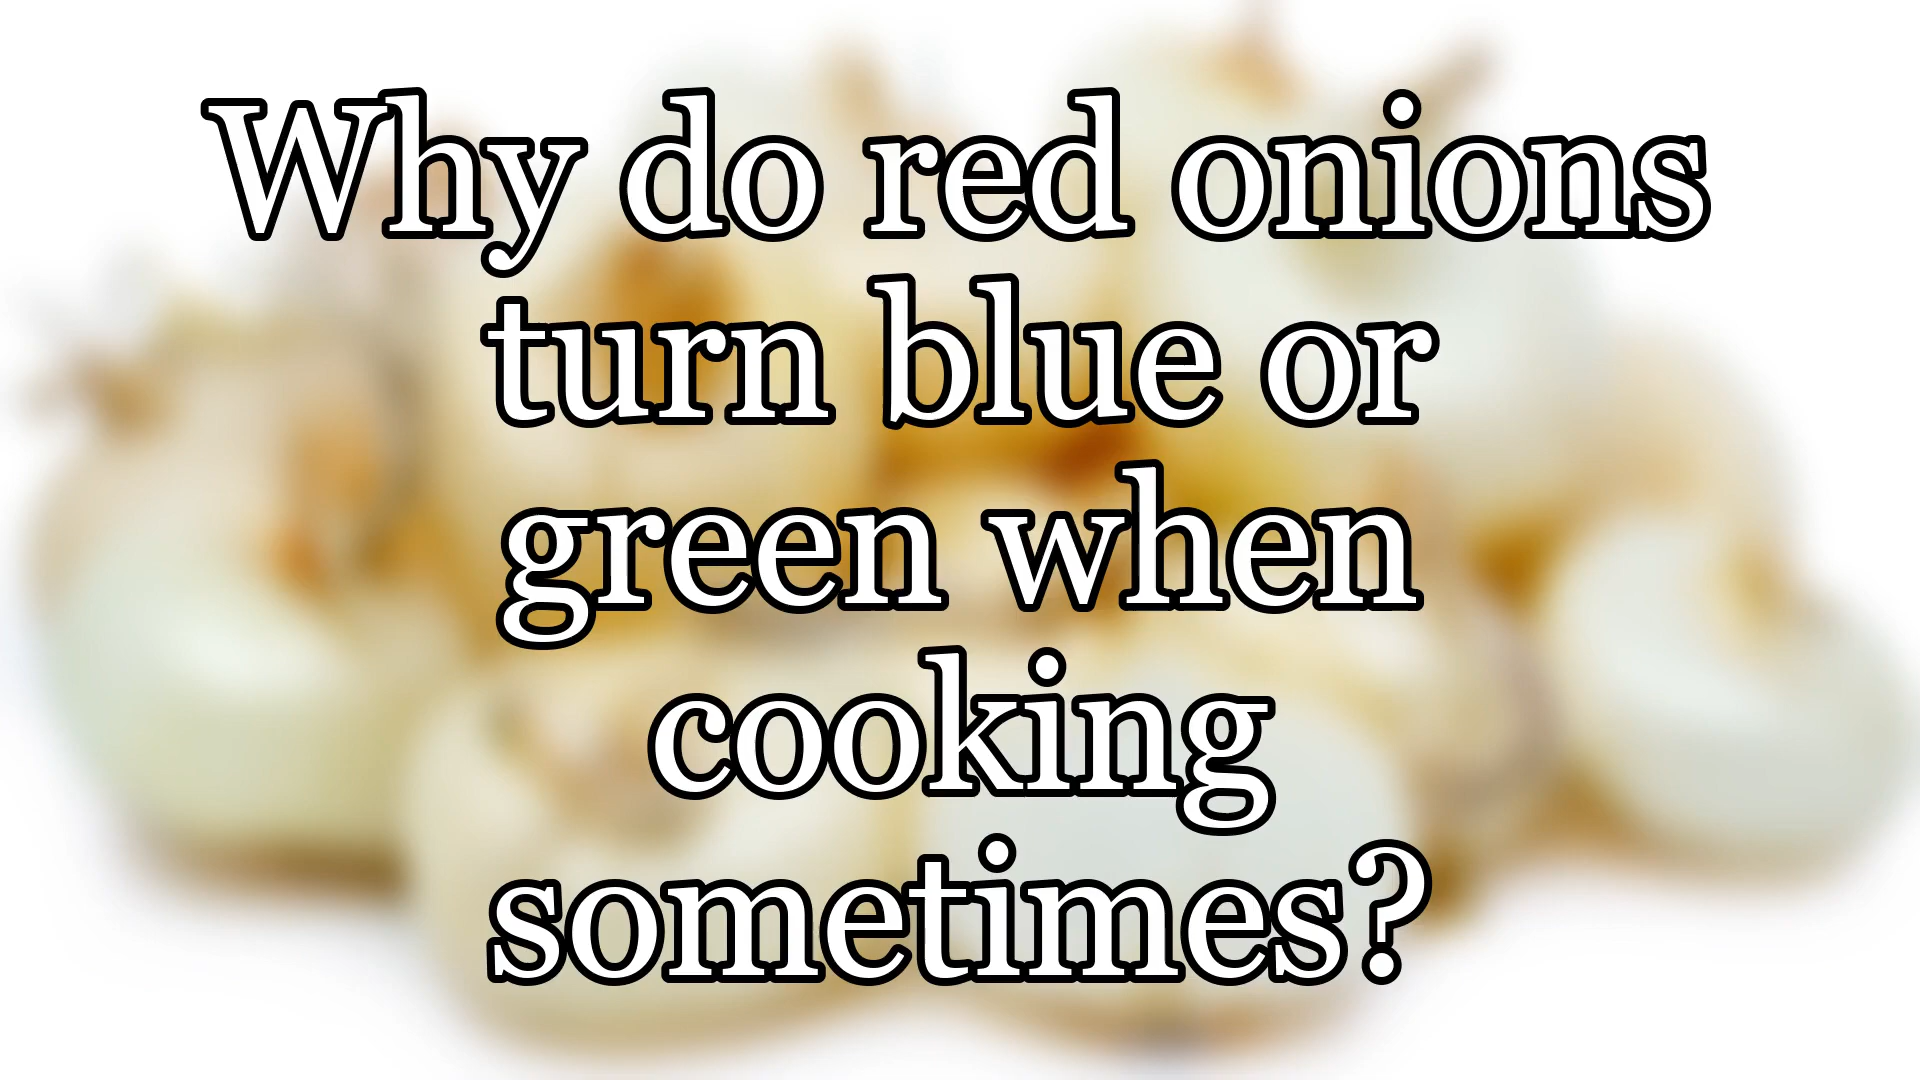 Why do red onions
turn blue or
green when
cooking
sometimes?